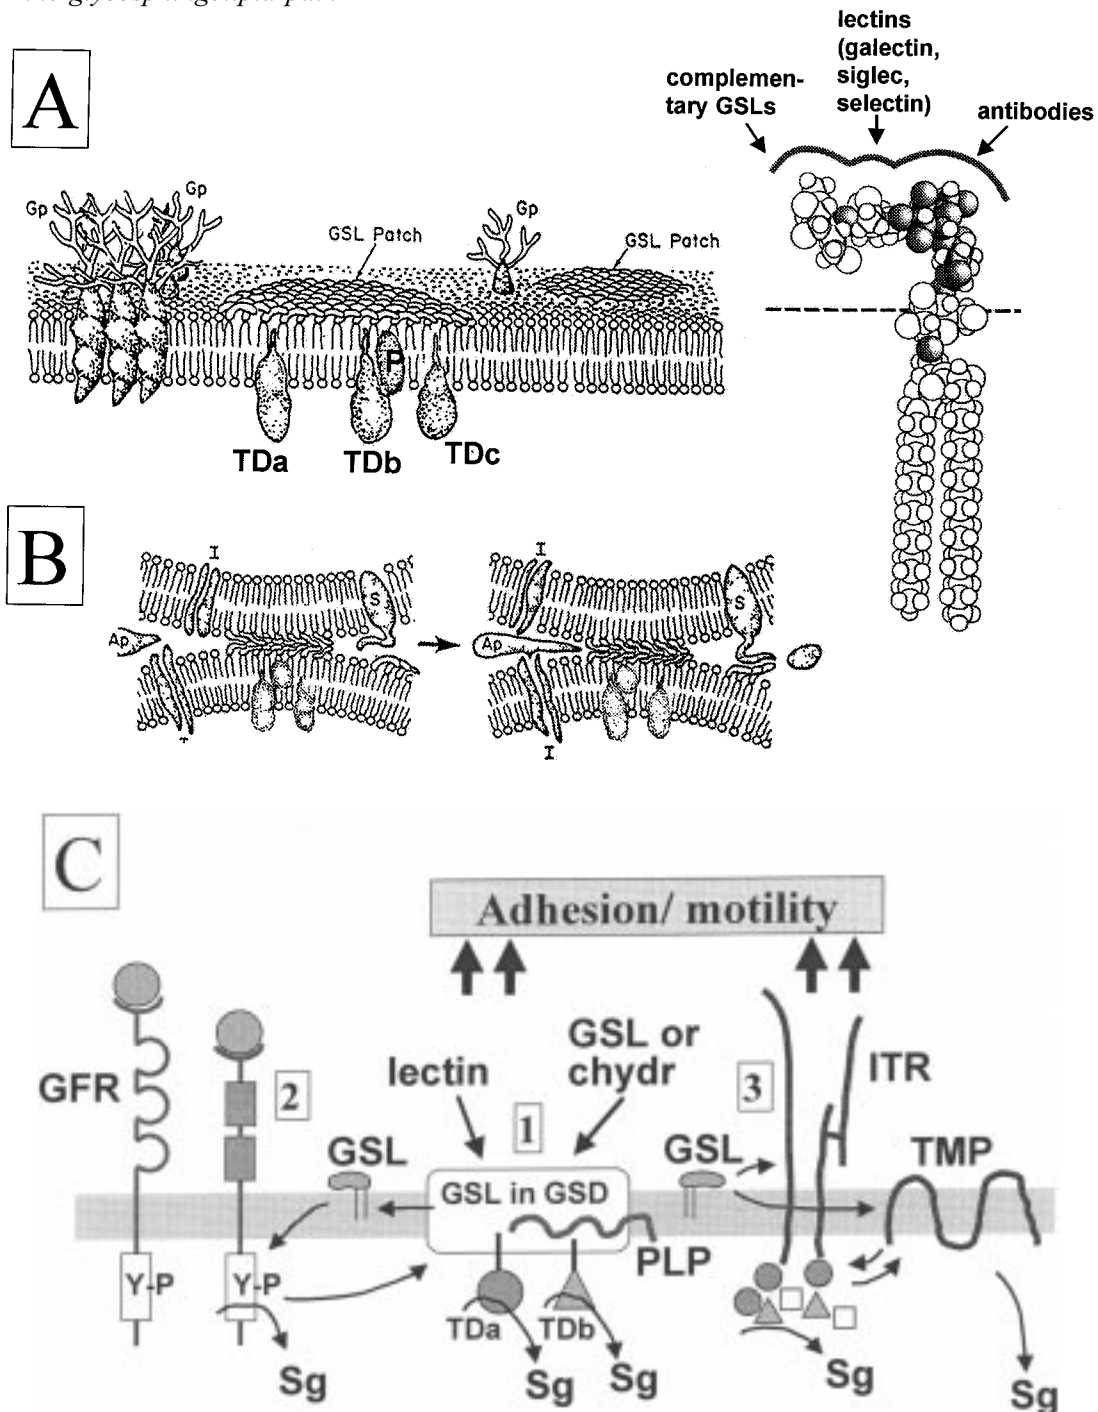 A
complemen-
tary GSLs
lectins
(galectin,
siglec,
selectin)
antibodies
Gp
Gp
GSL Patch
Gp
GSL Patch
P
TDa
TDb
TDc
B
I
S
Ap
I
S
Ap
I
C
Adhesion/ motility
GFR
2
lectin
GSL or
chydr
1
3
ITR
GSL
GSL
TMP
GSL in GSD
PLP
Y-P
Y-P
TDa
TDb
Sg
Sg
Sg
Sg
Sg